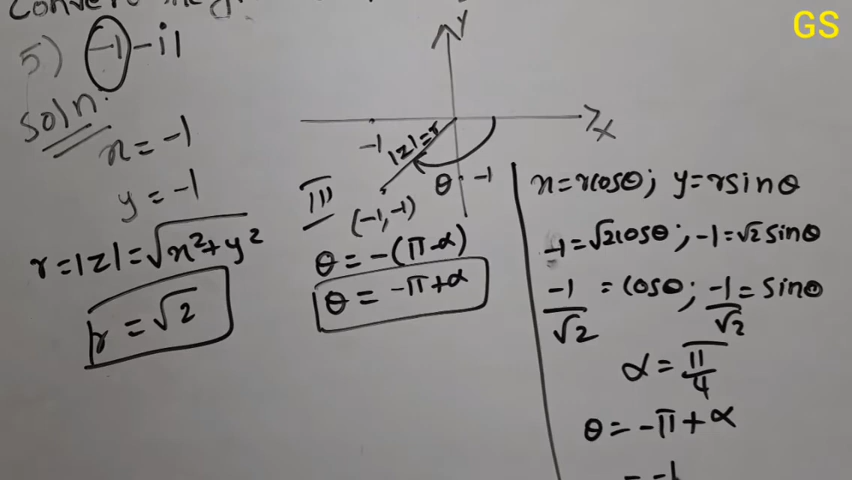 GS
5) -1-i1
Soln:
x = -1
y = -1
r=|z|=√x²+y²
r = √2
Y
X
-1
|z|=r
θ
-1
III
(-1,-1)
θ = -(π-α)
θ = -π+α
x=rcosθ; y=rsinθ
-1=√2cosθ; -1=√2sinθ
-1/√2 = cosθ; -1/√2 = sinθ
α = π/4
θ = -π+α